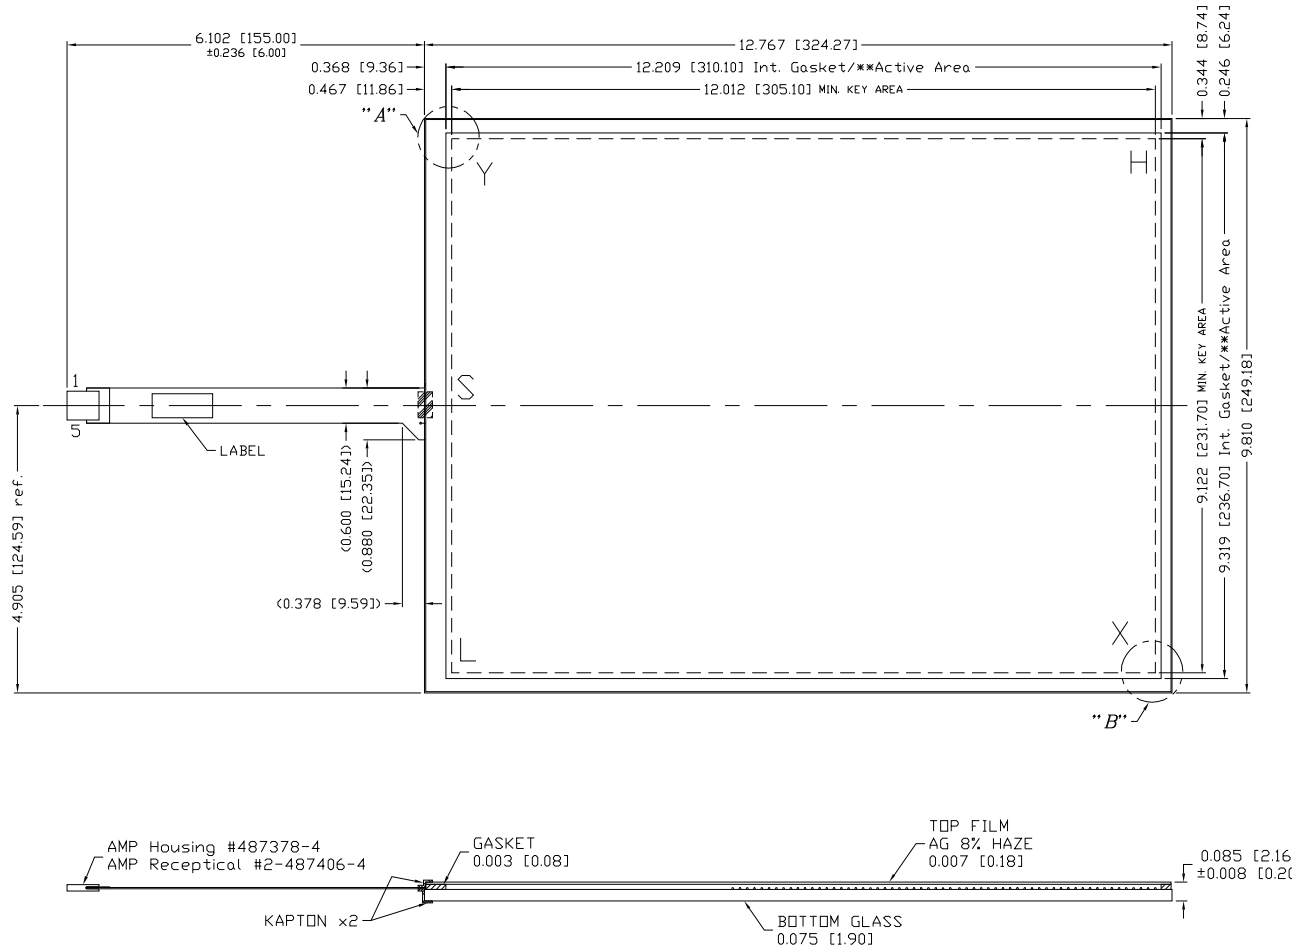 6.102 [155.00]
±0.236 [6.00]
12.767 [324.27]
0.368 [9.36]
12.209 [310.10] Int. Gasket/**Active Area
0.467 [11.86]
12.012 [305.10] MIN. KEY AREA
0.344 [8.74]
0.246 [6.24]
"A"
Y
H
1
S
5
LABEL
(0.600 [15.24])
(0.880 [22.35])
(0.378 [9.59])
4.905 [124.59] ref.
9.122 [231.70] MIN. KEY AREA
9.319 [236.70] Int. Gasket/**Active Area
9.810 [249.18]
L
X
"B"
AMP Housing #487378-4
AMP Receptical #2-487406-4
GASKET
0.003 [0.08]
TOP FILM
AG 8% HAZE
0.007 [0.18]
0.085 [2.16
±0.008 [0.20
KAPTON x2
BOTTOM GLASS
0.075 [1.90]